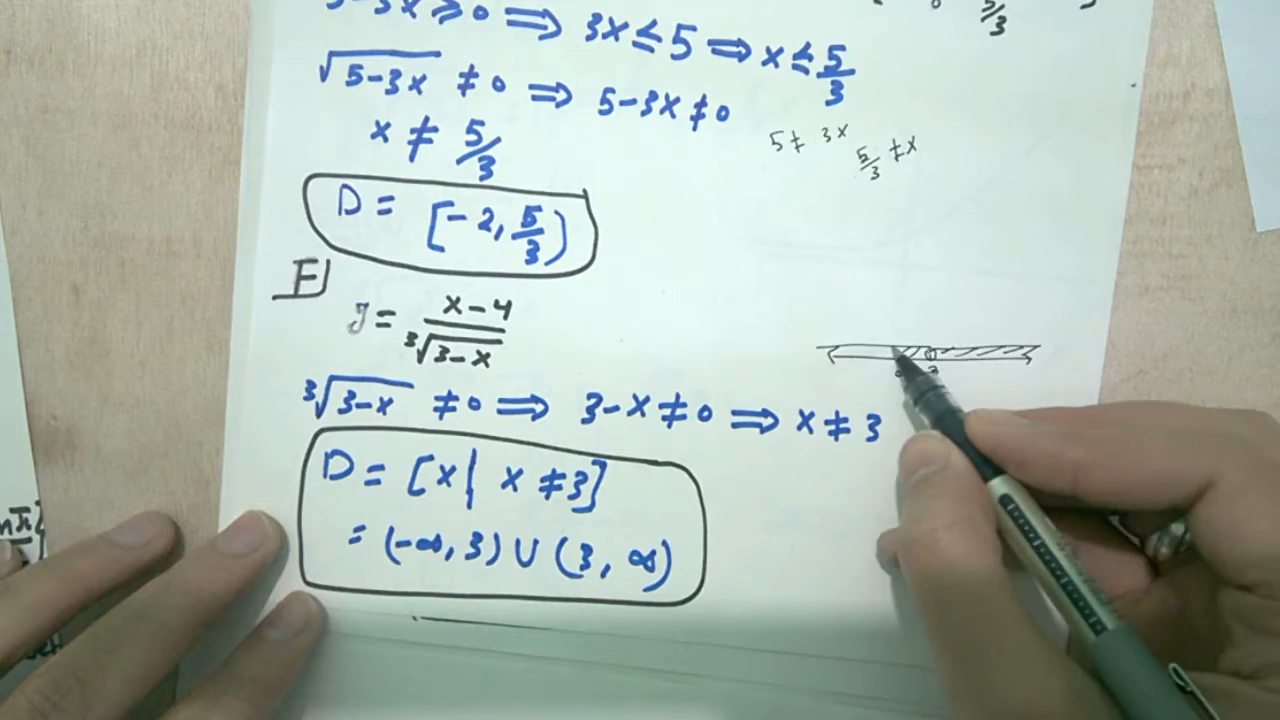 5-3x ≥ 0 ⟹ 3x ≤ 5 ⟹ x ≤ 5/3
√(5-3x) ≠ 0 ⟹ 5-3x ≠ 0
x ≠ 5/3
5 ≠ 3x
5/3 ≠ x
D = [-2, 5/3)
F)
y = (x-4)/∛(3-x)
∛(3-x) ≠ 0 ⟹ 3-x ≠ 0 ⟹ x ≠ 3
D = [x| x ≠ 3]
= (-∞, 3) ∪ (3, ∞)